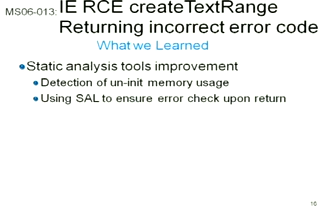 MS06-013: IE RCE createTextRange
Returning incorrect error code
What we Learned
Static analysis tools improvement
Detection of un-init memory usage
Using SAL to ensure error check upon return
16